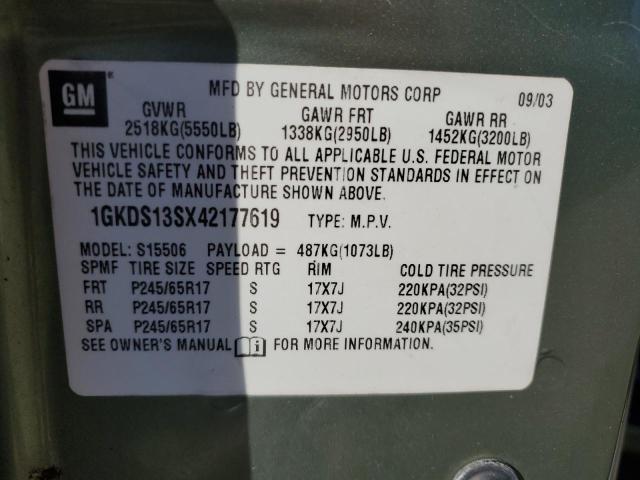 GM
MFD BY GENERAL MOTORS CORP 09/03
GVWR GAWR FRT GAWR RR
2518KG(5550LB) 1338KG(2950LB) 1452KG(3200LB)
THIS VEHICLE CONFORMS TO ALL APPLICABLE U.S. FEDERAL MOTOR
VEHICLE SAFETY AND THEFT PREVENTION STANDARDS IN EFFECT ON
THE DATE OF MANUFACTURE SHOWN ABOVE.
1GKDS13SX42177619 TYPE: M.P.V.
MODEL: S15506 PAYLOAD = 487KG(1073LB)
SPMF TIRE SIZE SPEED RTG RIM COLD TIRE PRESSURE
FRT P245/65R17 S 17X7J 220KPA(32PSI)
RR P245/65R17 S 17X7J 220KPA(32PSI)
SPA P245/65R17 S 17X7J 240KPA(35PSI)
SEE OWNER'S MANUAL i FOR MORE INFORMATION.